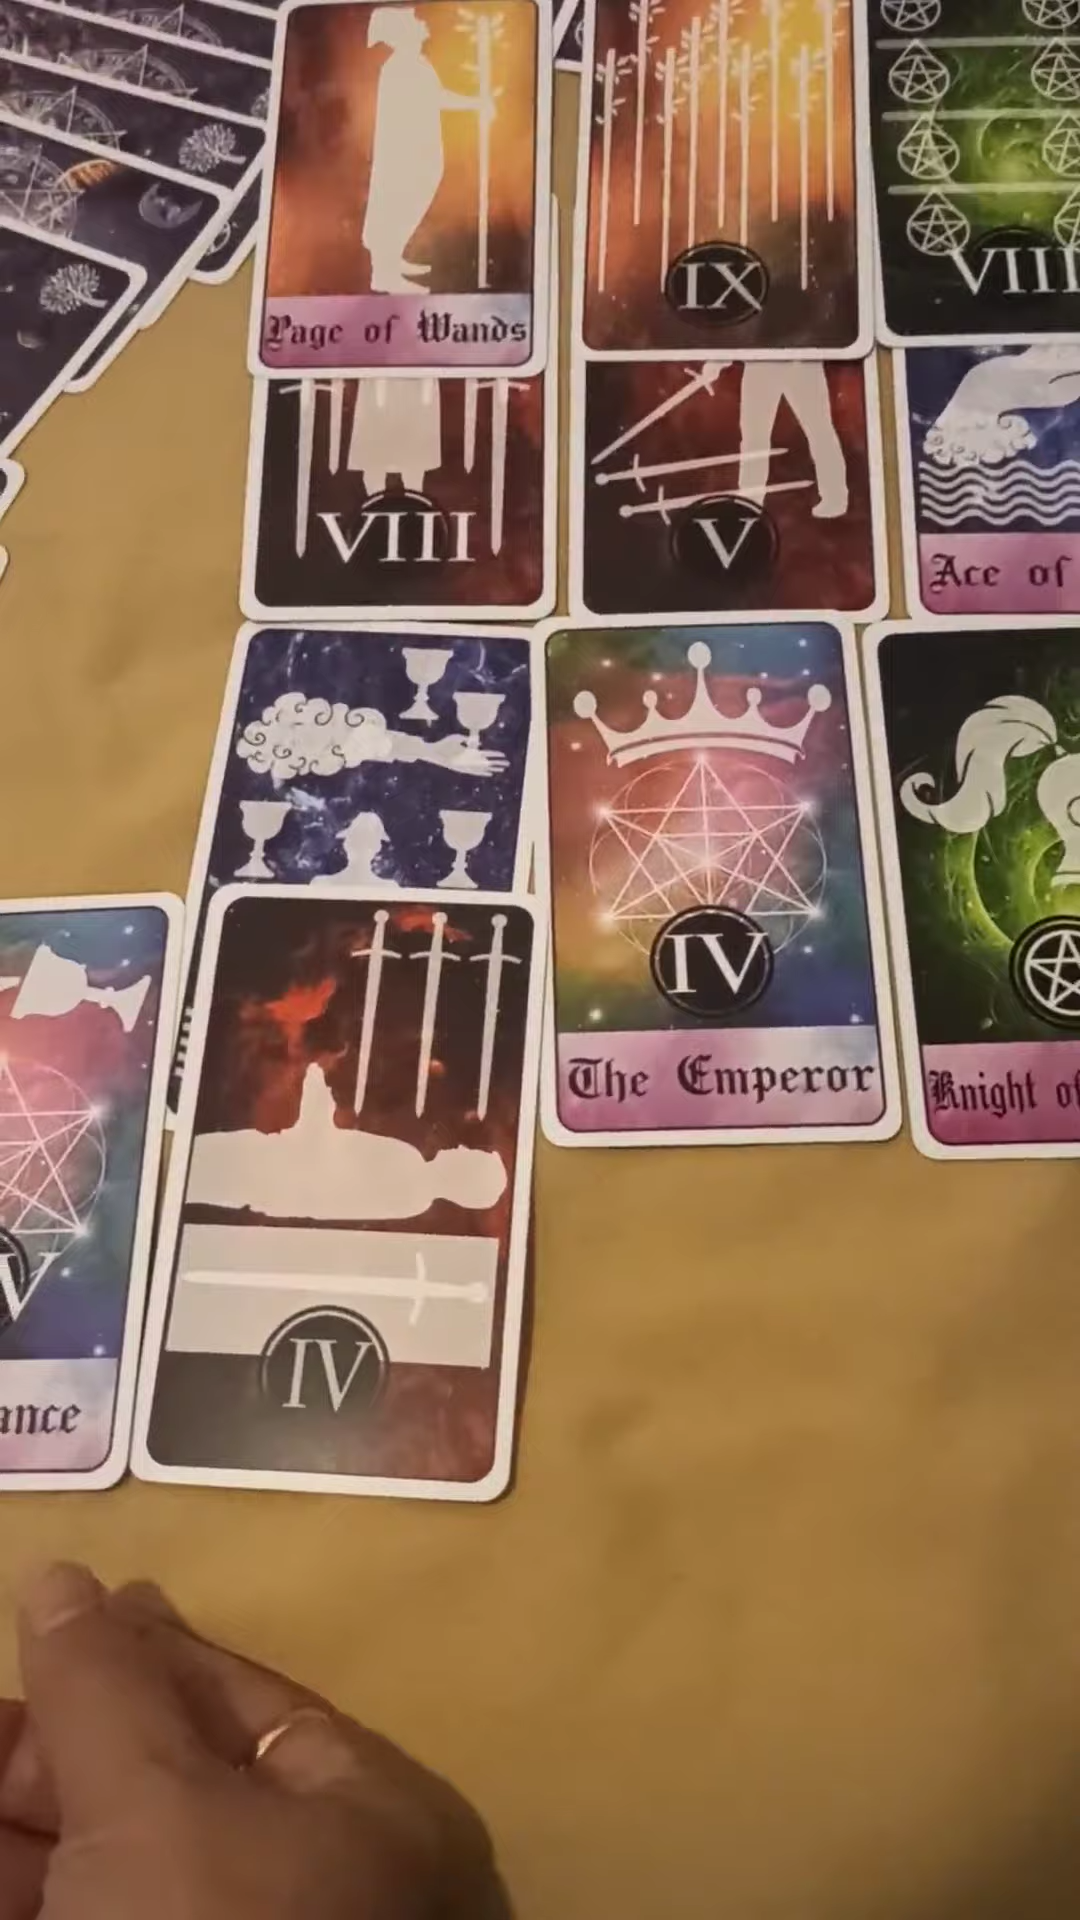 Page of Wands
IX
VIII
VIII
V
Ace of
The Emperor
IV
Knight of
IV
V
ance